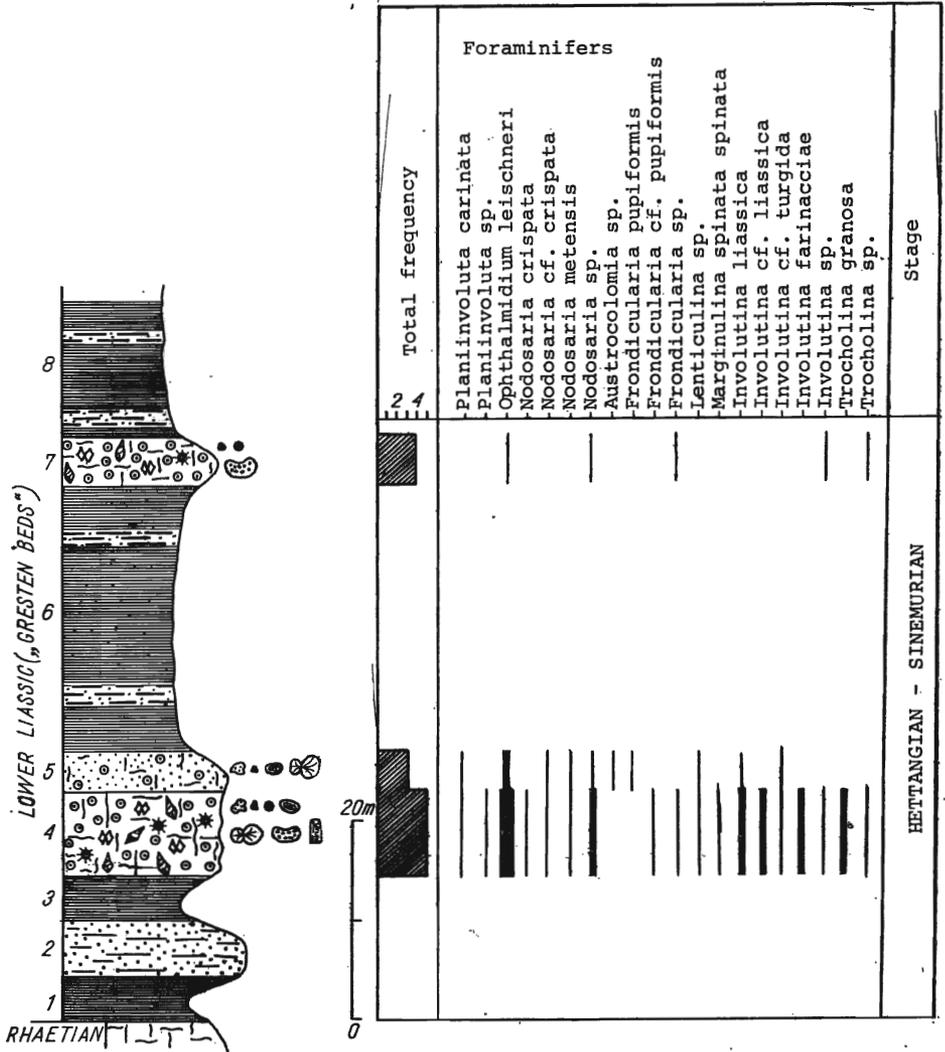 Foraminifers
Total frequency
2 4
Planiinvoluta carinata
Planiinvoluta sp.
Ophthalmidium leischneri
Nodosaria crispata
Nodosaria cf. crispata
Nodosaria metensis
Nodosaria sp.
Austrocolomia sp.
Frondicularia pupiformis
Frondicularia cf. pupiformis
Frondicularia sp.
Lenticulina sp.
Marginulina spinata spinata
Involutina liassica
Involutina cf. liassica
Involutina cf. turgida
Involutina farinacciae
Involutina sp.
Trocholina granosa
Trocholina sp.
Stage
HETTANGIAN - SINEMURIAN
LOWER LIASSIC („GRESTEN BEDS“)
8
7
6
5
4
3
2
1
RHAETIAN
20m
0